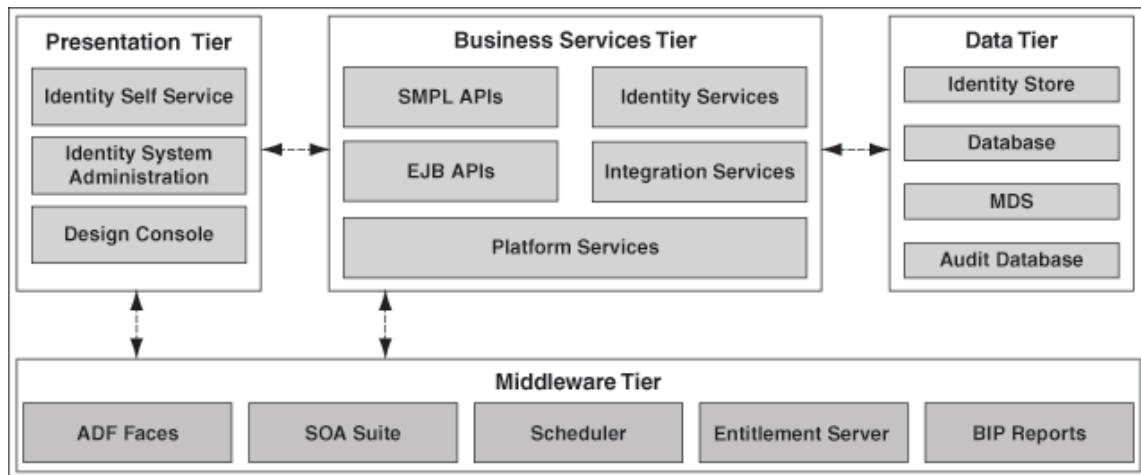 Presentation Tier
Identity Self Service
Identity System
Administration
Design Console
Business Services Tier
SMPL APIs
Identity Services
EJB APIs
Integration Services
Platform Services
Data Tier
Identity Store
Database
MDS
Audit Database
Middleware Tier
ADF Faces
SOA Suite
Scheduler
Entitlement Server
BIP Reports